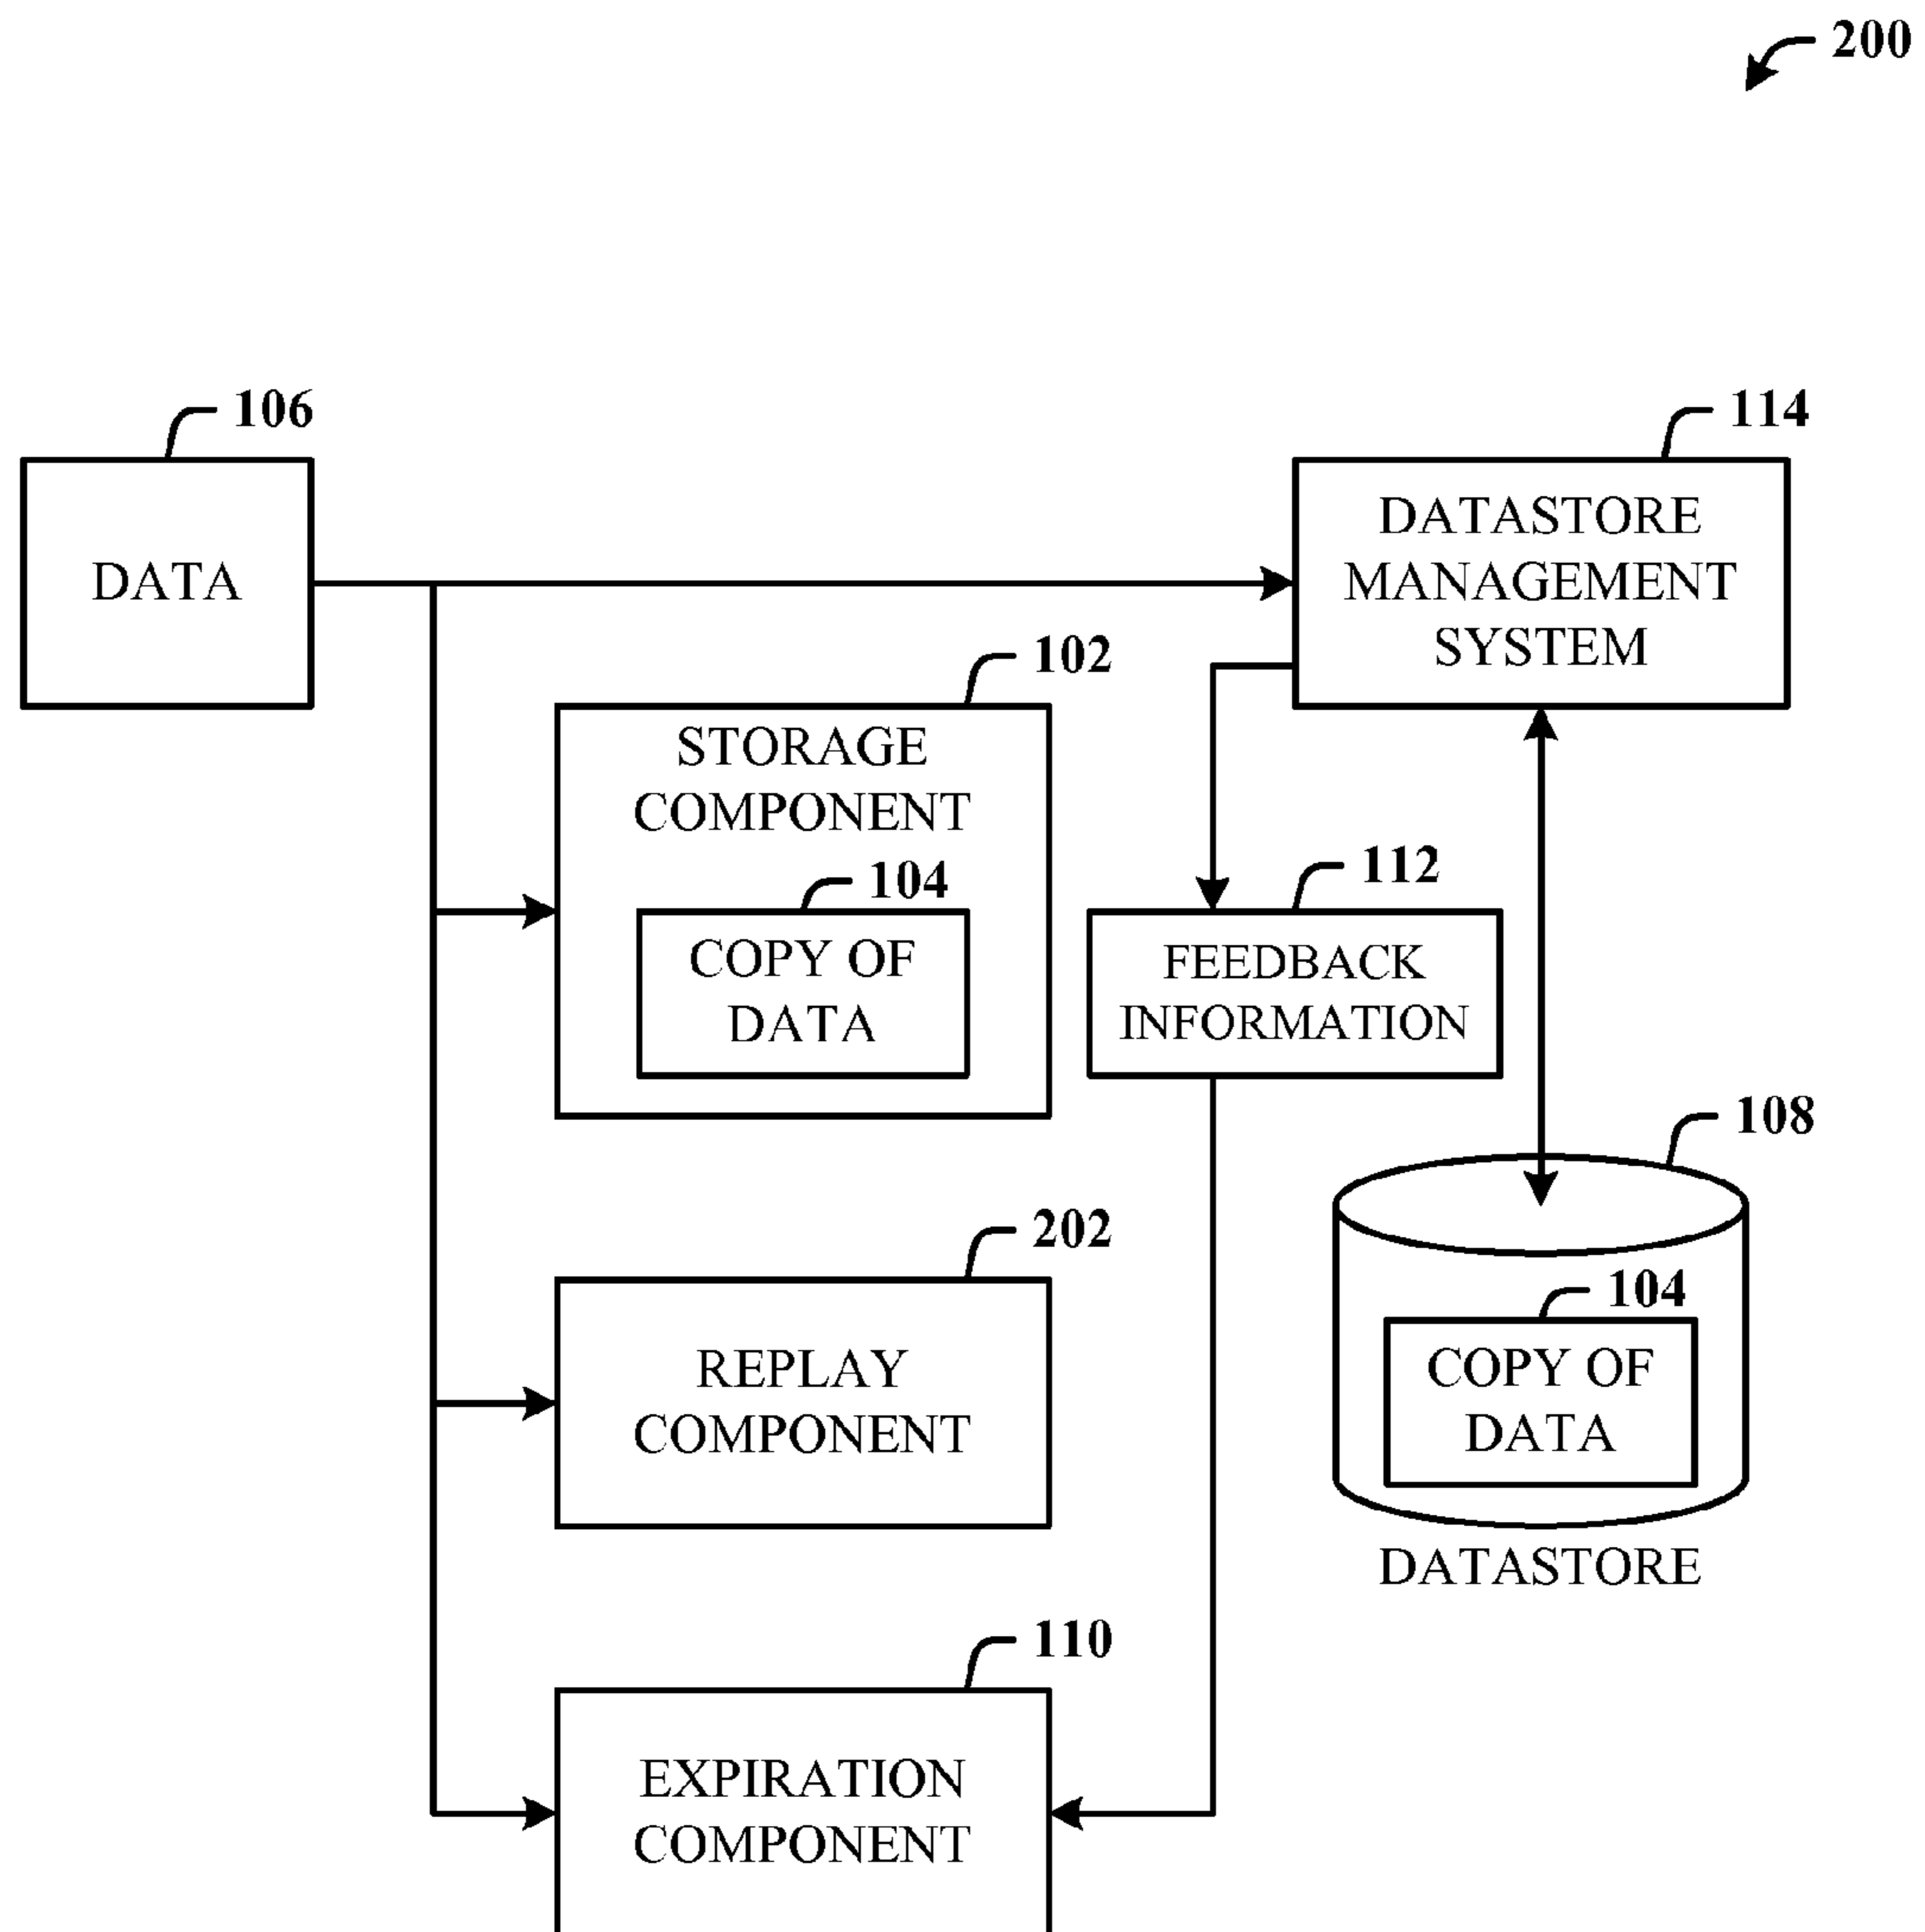 200
106
114
DATA
DATASTORE
MANAGEMENT
SYSTEM
102
STORAGE
COMPONENT
104
COPY OF
DATA
112
FEEDBACK
INFORMATION
108
202
REPLAY
COMPONENT
104
COPY OF
DATA
DATASTORE
110
EXPIRATION
COMPONENT